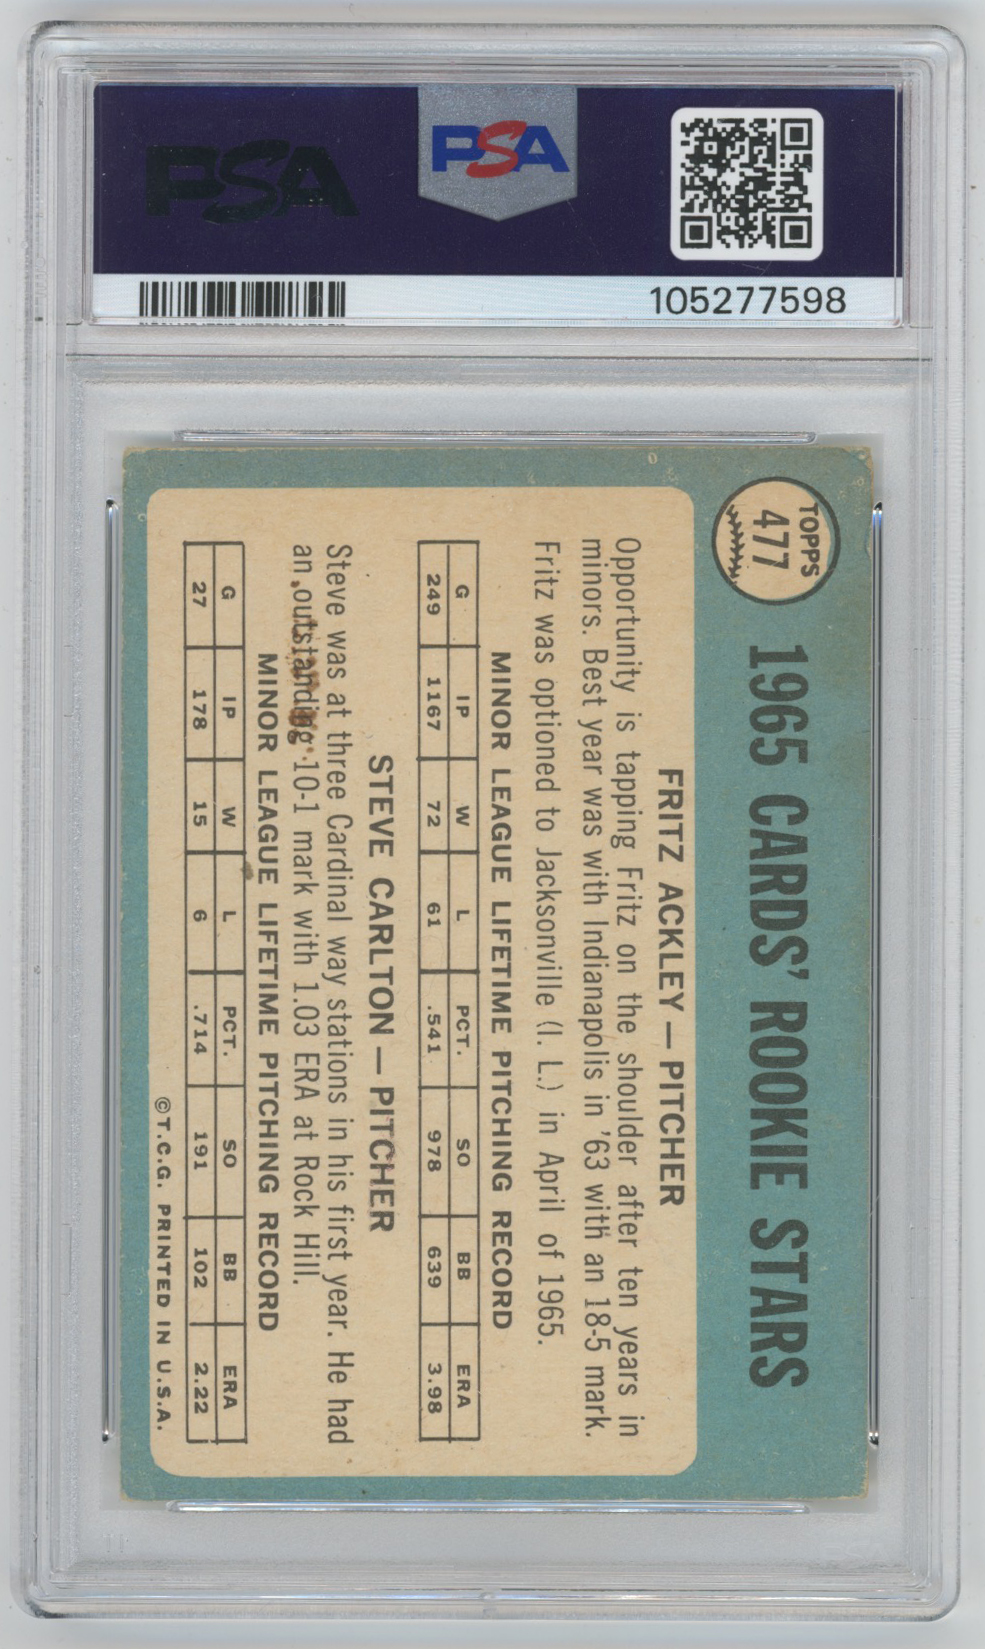 PSA
PSA
105277598
TOPPS
477
1965 CARDS' ROOKIE STARS
FRITZ ACKLEY — PITCHER
Opportunity is tapping Fritz on the shoulder after ten years in
minors. Best year was with Indianapolis in '63 with an 18-5 mark.
Fritz was optioned to Jacksonville (I. L.) in April of 1965.
MINOR LEAGUE LIFETIME PITCHING RECORD
G IP W L PCT. SO BB ERA
249 1167 72 61 .541 978 639 3.98
STEVE CARLTON — PITCHER
Steve was at three Cardinal way stations in his first year. He had
an outstanding 10-1 mark with 1.03 ERA at Rock Hill.
MINOR LEAGUE LIFETIME PITCHING RECORD
G IP W L PCT. SO BB ERA
27 178 15 6 .714 191 102 2.22
©T.C.G. PRINTED IN U.S.A.